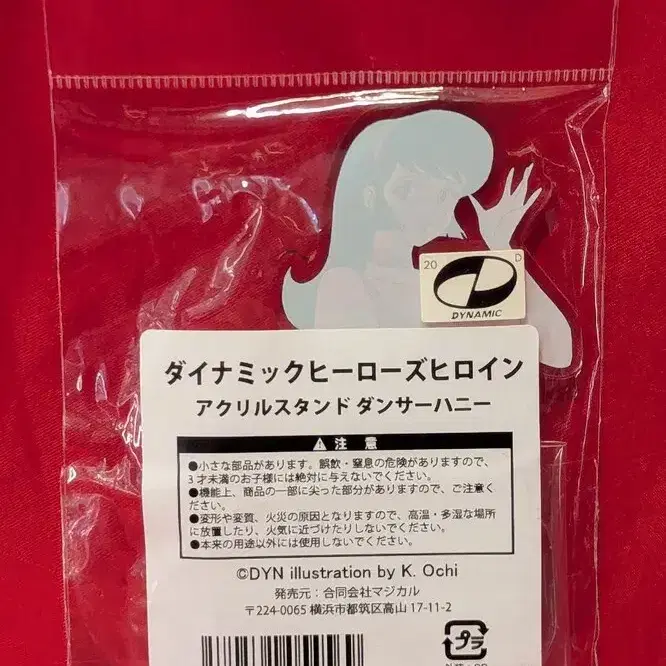 20 D
DYNAMIC
ダイナミックヒーローズヒロイン
アクリルスタンド ダンサーハニー
注 意
●小さな部品があります。誤飲・窒息の危険がありますので、
3才未満のお子様には絶対に与えないでください。
●機能上、商品の一部に尖った部分がありますので、ご注意く
ださい。
●変形や変質、火災の原因となりますので、高温・多湿な場所
に放置したり、火気に近づけたりしないでください。
●本来の用途以外には使用しないでください。
©DYN illustration by K. Ochi
発売元：合同会社マジカル
〒224-0065 横浜市都筑区高山 17-11-2
プラ